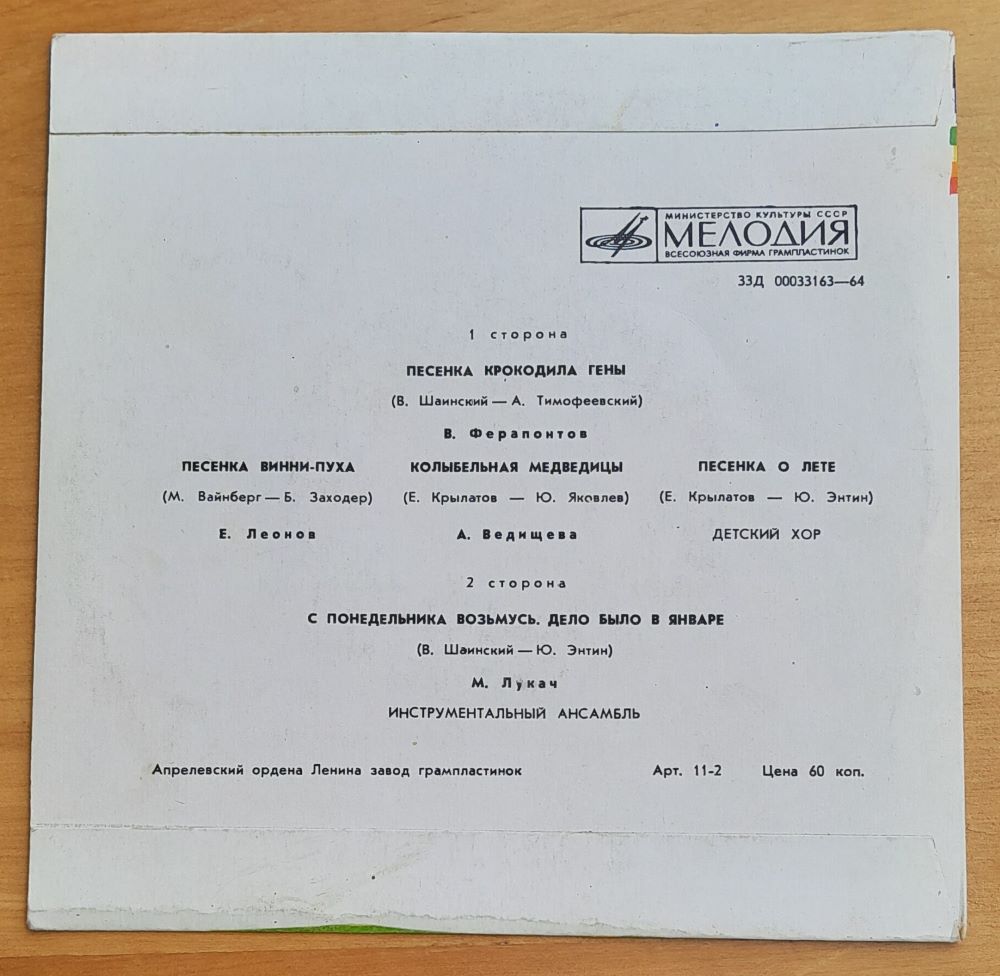 МИНИСТЕРСТВО КУЛЬТУРЫ СССР
МЕЛОДИЯ
ВСЕСОЮЗНАЯ ФИРМА ГРАМПЛАСТИНОК
33Д 00033163—64
1 сторона
ПЕСЕНКА КРОКОДИЛА ГЕНЫ
(В. Шаинский — А. Тимофеевский)
В. Ферапонтов
ПЕСЕНКА ВИННИ-ПУХА КОЛЫБЕЛЬНАЯ МЕДВЕДИЦЫ ПЕСЕНКА О ЛЕТЕ
(М. Вайнберг — Б. Заходер) (Е. Крылатов — Ю. Яковлев) (Е. Крылатов — Ю. Энтин)
Е. Леонов А. Ведищева ДЕТСКИЙ ХОР
2 сторона
С ПОНЕДЕЛЬНИКА ВОЗЬМУСЬ. ДЕЛО БЫЛО В ЯНВАРЕ
(В. Шаинский — Ю. Энтин)
М. Лукач
ИНСТРУМЕНТАЛЬНЫЙ АНСАМБЛЬ
Апрелевский ордена Ленина завод грампластинок Арт. 11-2 Цена 60 коп.